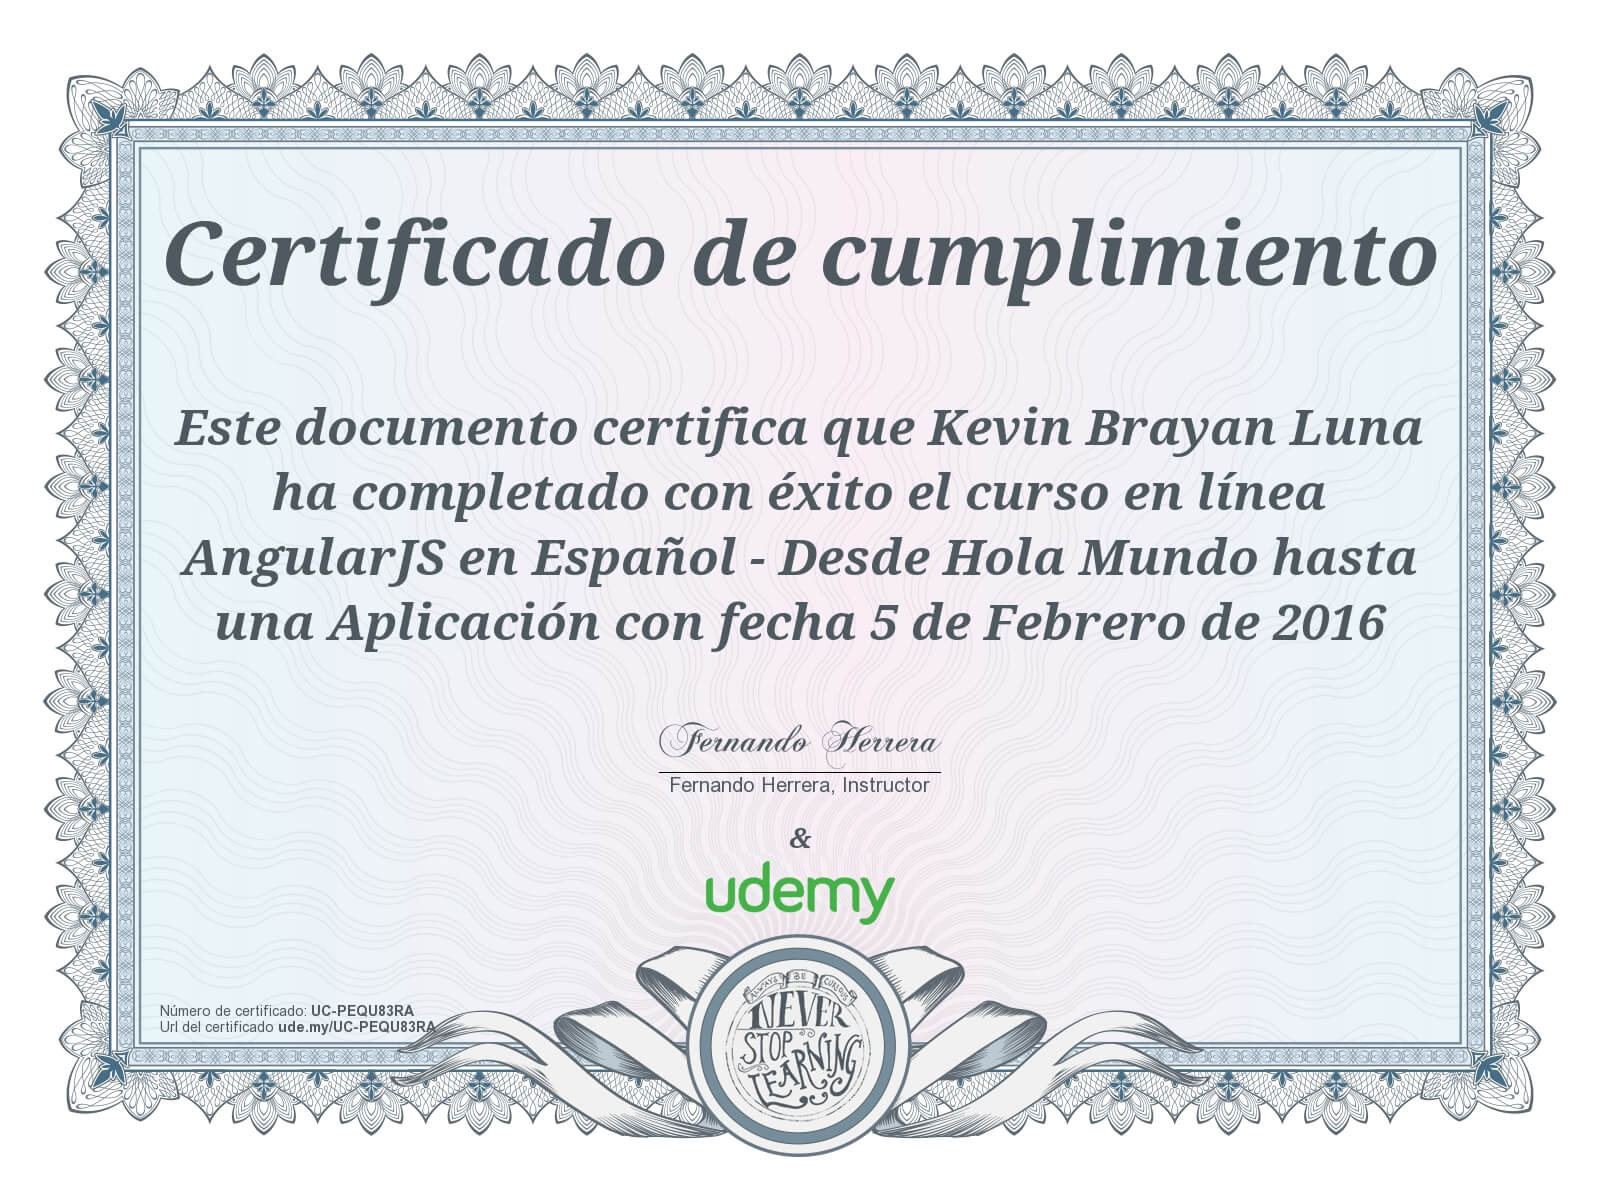 Certificado de cumplimiento
Este documento certifica que Kevin Brayan Luna
ha completado con éxito el curso en línea
AngularJS en Español - Desde Hola Mundo hasta
una Aplicación con fecha 5 de Febrero de 2016
Fernando Herrera
Fernando Herrera, Instructor
&
udemy
Número de certificado: UC-PEQU83RA
Url del certificado ude.my/UC-PEQU83RA
ALWAYS BE CURIOUS
NEVER
STOP
LEARNING